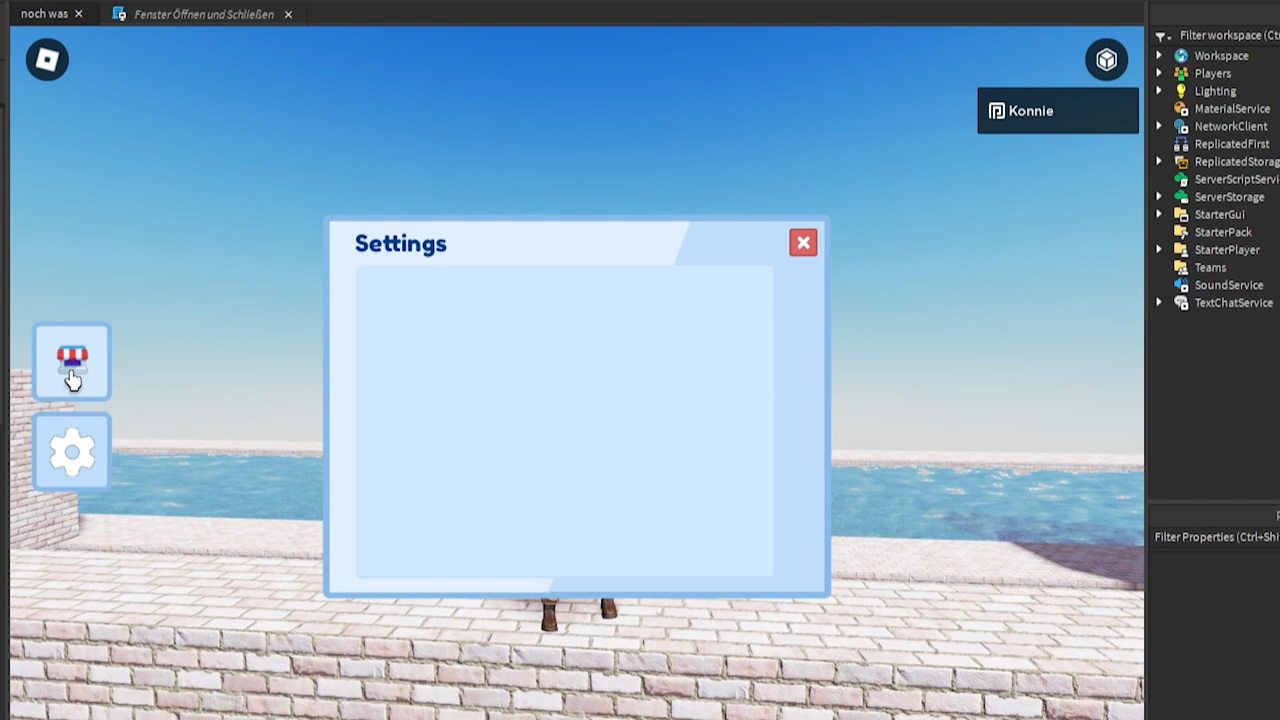 noch was
Fenster Öffnen und Schließen
Konnie
Settings
Filter workspace (Ct
Workspace
Players
Lighting
MaterialService
NetworkClient
ReplicatedFirst
ReplicatedStorag
ServerScriptServi
ServerStorage
StarterGui
StarterPack
StarterPlayer
Teams
SoundService
TextChatService
Filter Properties (Ctrl+Shi